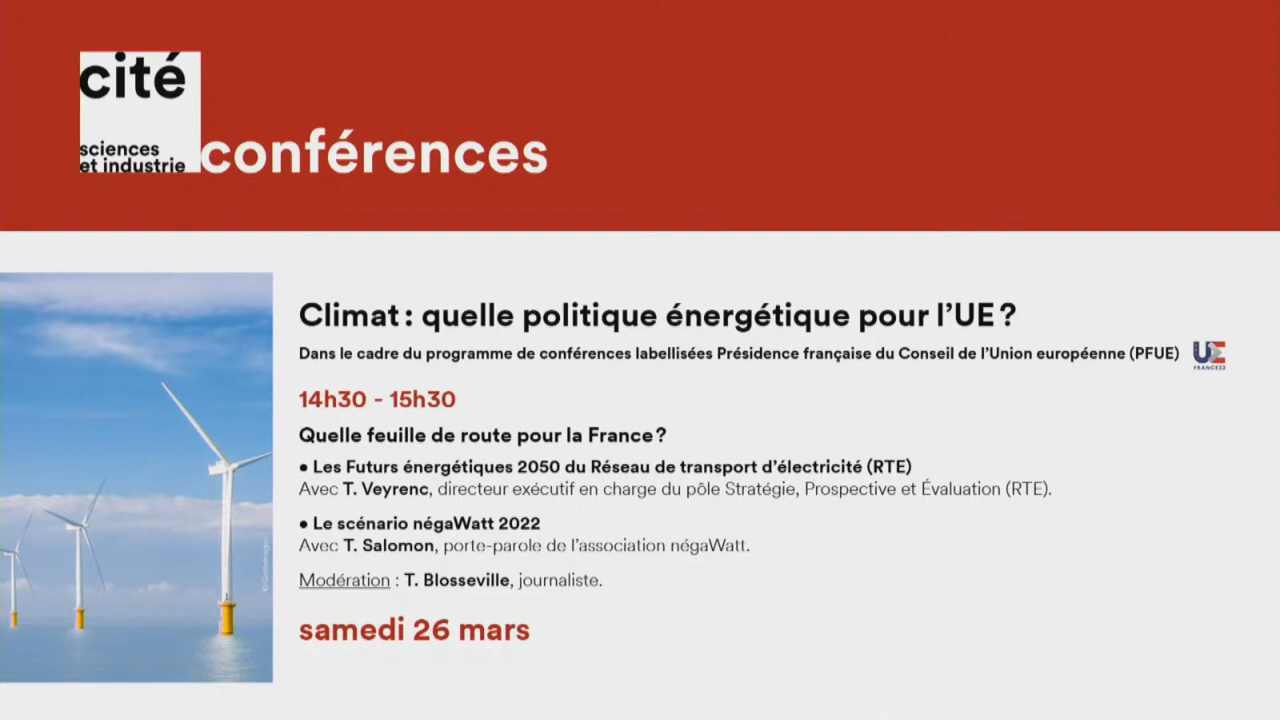 cité
sciences
et industrie
conférences
Climat : quelle politique énergétique pour l'UE ?
Dans le cadre du programme de conférences labellisées Présidence française du Conseil de l'Union européenne (PFUE)
UE
FRANCE22
14h30 - 15h30
Quelle feuille de route pour la France ?
• Les Futurs énergétiques 2050 du Réseau de transport d'électricité (RTE)
Avec T. Veyrenc, directeur exécutif en charge du pôle Stratégie, Prospective et Évaluation (RTE).
• Le scénario négaWatt 2022
Avec T. Salomon, porte-parole de l'association négaWatt.
Modération : T. Blosseville, journaliste.
samedi 26 mars